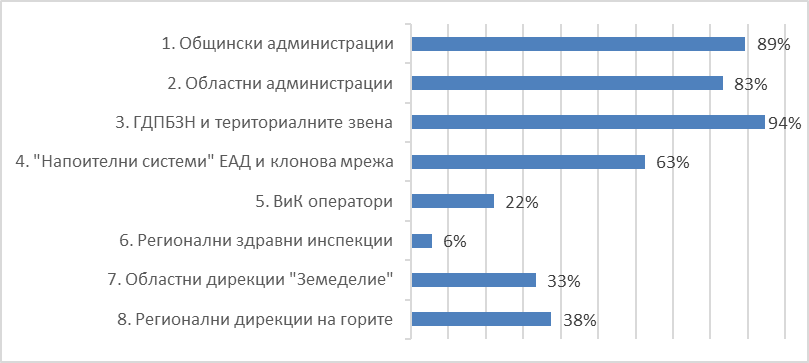 1. Общински администрации 89%
2. Областни администрации 83%
3. ГДПБЗН и териториалните звена 94%
4. "Напоителни системи" ЕАД и клонова мрежа 63%
5. ВиК оператори 22%
6. Регионални здравни инспекции 6%
7. Областни дирекции "Земеделие" 33%
8. Регионални дирекции на горите 38%